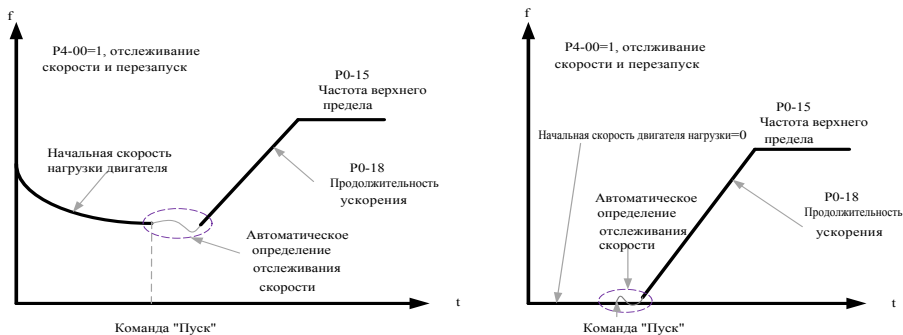 f
P4-00=1, отслеживание
скорости и перезапуск
P0-15
Частота верхнего
предела
Начальная скорость
нагрузки двигателя
P0-18
Продолжительность
ускорения
Автоматическое
определение
отслеживания
скорости
t
Команда "Пуск"
f
P4-00=1, отслживание
скорости и перезапуск
P0-15
Частота верхнего
предела
Начальная скорость двигателя нагрузки=0
Автоматическое
определение
отслеживания
скорости
P0-18
Продолжительность
ускорения
t
Команда "Пуск"